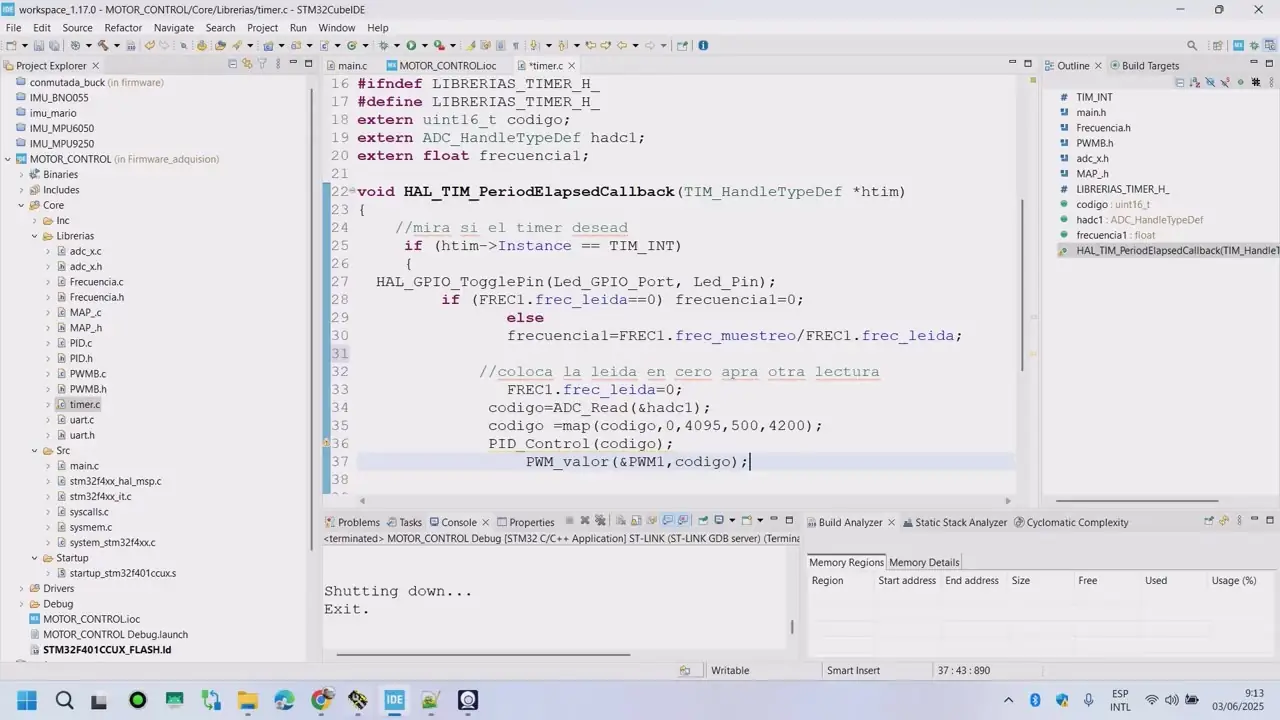 workspace_1.17.0 - MOTOR_CONTROL/Core/Librerias/timer.c - STM32CubeIDE
File Edit Source Refactor Navigate Search Project Run Window Help
Project Explorer
conmutada_buck (in firmware)
IMU_BNO055
imu_mario
IMU_MPU6050
IMU_MPU9250
MOTOR_CONTROL (in Firmware_adquision)
Binaries
Includes
Core
Inc
Librerias
adc_x.c
adc_x.h
Frecuencia.c
Frecuencia.h
MAP_.c
MAP_.h
PID.c
PID.h
PWMB.c
PWMB.h
timer.c
uart.c
uart.h
Src
main.c
stm32f4xx_hal_msp.c
stm32f4xx_it.c
syscalls.c
sysmem.c
system_stm32f4xx.c
Startup
startup_stm32f401ccux.s
Drivers
Debug
MOTOR_CONTROL.ioc
MOTOR_CONTROL Debug.launch
STM32F401CCUX_FLASH.ld
main.c MOTOR_CONTROL.ioc *timer.c
16 #ifndef LIBRERIAS_TIMER_H_
17 #define LIBRERIAS_TIMER_H_
18 extern uint16_t codigo;
19 extern ADC_HandleTypeDef hadc1;
20 extern float frecuencia1;
21
22 void HAL_TIM_PeriodElapsedCallback(TIM_HandleTypeDef *htim)
23 {
24 //mira si el timer desead
25 if (htim->Instance == TIM_INT)
26 {
27 HAL_GPIO_TogglePin(Led_GPIO_Port, Led_Pin);
28 if (FREC1.frec_leida==0) frecuencia1=0;
29 else
30 frecuencia1=FREC1.frec_muestreo/FREC1.frec_leida;
31
32 //coloca la leida en cero apra otra lectura
33 FREC1.frec_leida=0;
34 codigo=ADC_Read(&hadc1);
35 codigo =map(codigo,0,4095,500,4200);
36 PID_Control(codigo);
37 PWM_valor(&PWM1,codigo);
38
Outline Build Targets
TIM_INT
main.h
Frecuencia.h
PWMB.h
adc_x.h
MAP_.h
LIBRERIAS_TIMER_H_
codigo : uint16_t
hadc1 : ADC_HandleTypeDef
frecuencia1 : float
HAL_TIM_PeriodElapsedCallback(TIM_HandleT
Problems Tasks Console Properties
<terminated> MOTOR_CONTROL Debug [STM32 C/C++ Application] ST-LINK (ST-LINK GDB server) (Termina
Shutting down...
Exit.
Build Analyzer Static Stack Analyzer Cyclomatic Complexity
Memory Regions Memory Details
Region Start address End address Size Free Used Usage (%)
Writable Smart Insert 37 : 43 : 890
IDE
ESP
INTL
9:13
03/06/2025